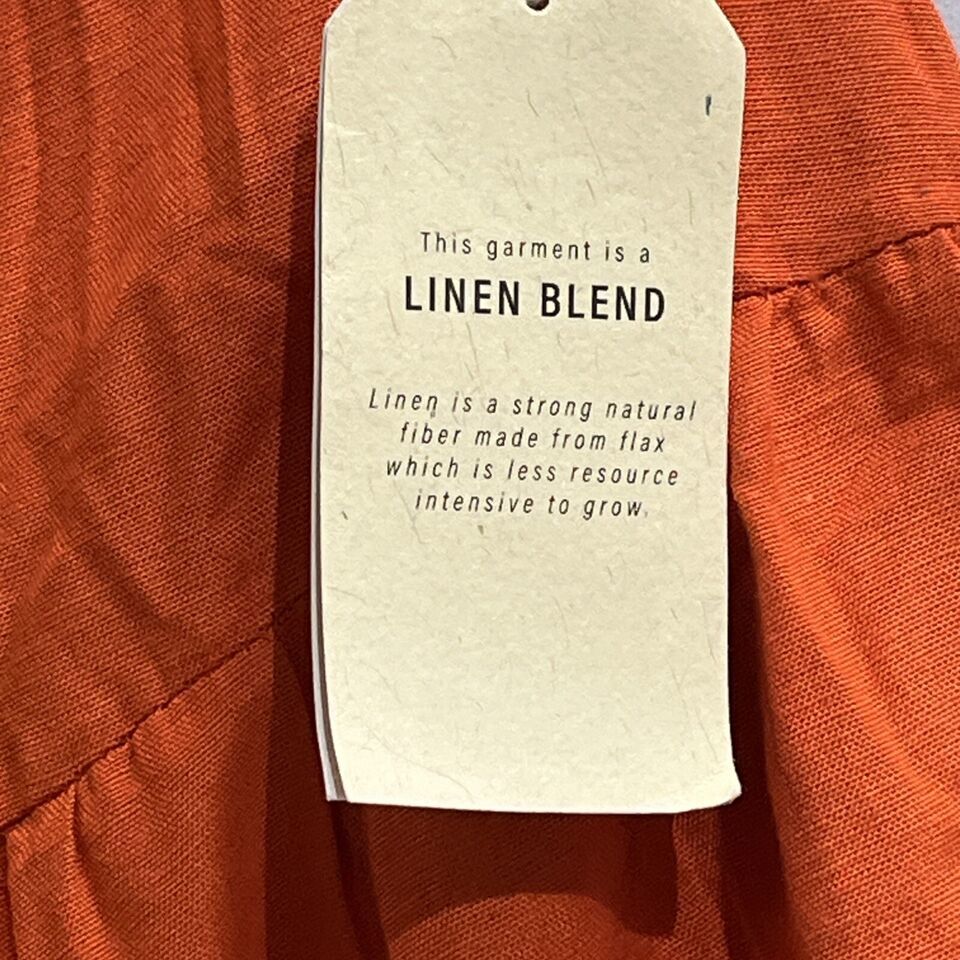 This garment is a
LINEN BLEND
Linen is a strong natural
fiber made from flax
which is less resource
intensive to grow.